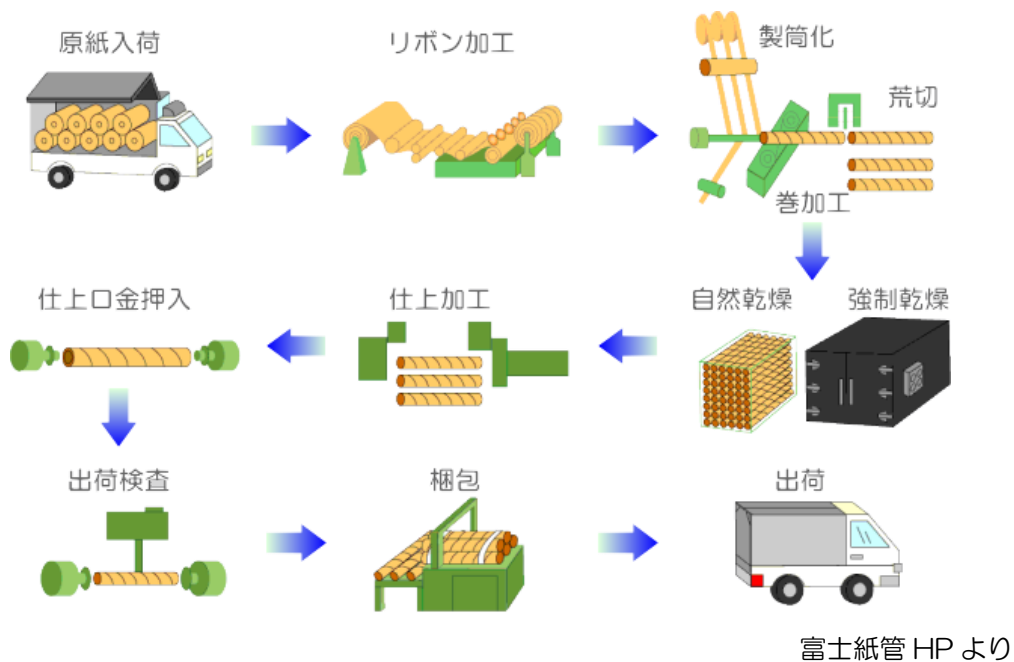 原紙入荷
リボン加工
製筒化
荒切
巻加工
自然乾燥
強制乾燥
仕上加工
仕上口金押入
出荷検査
梱包
出荷
富士紙管 HP より